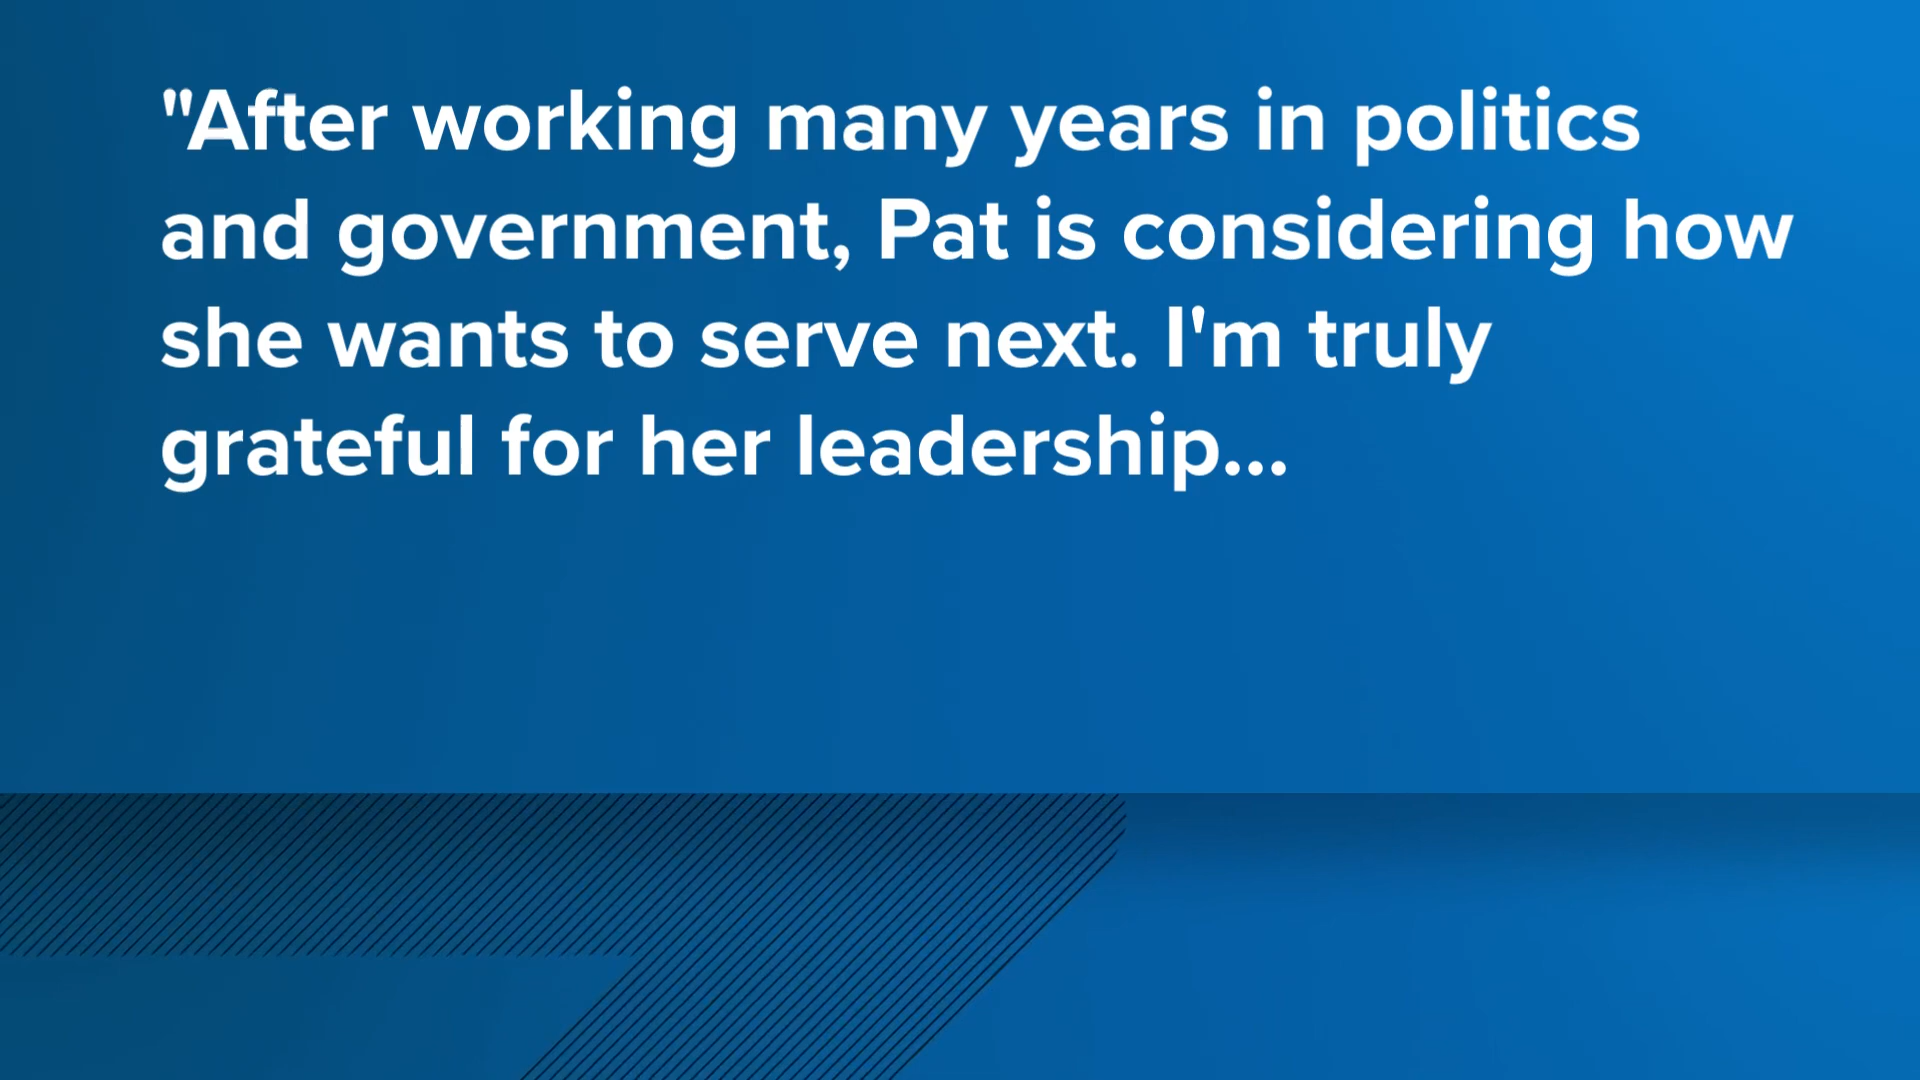 "After working many years in politics
and government, Pat is considering how
she wants to serve next. I'm truly
grateful for her leadership...